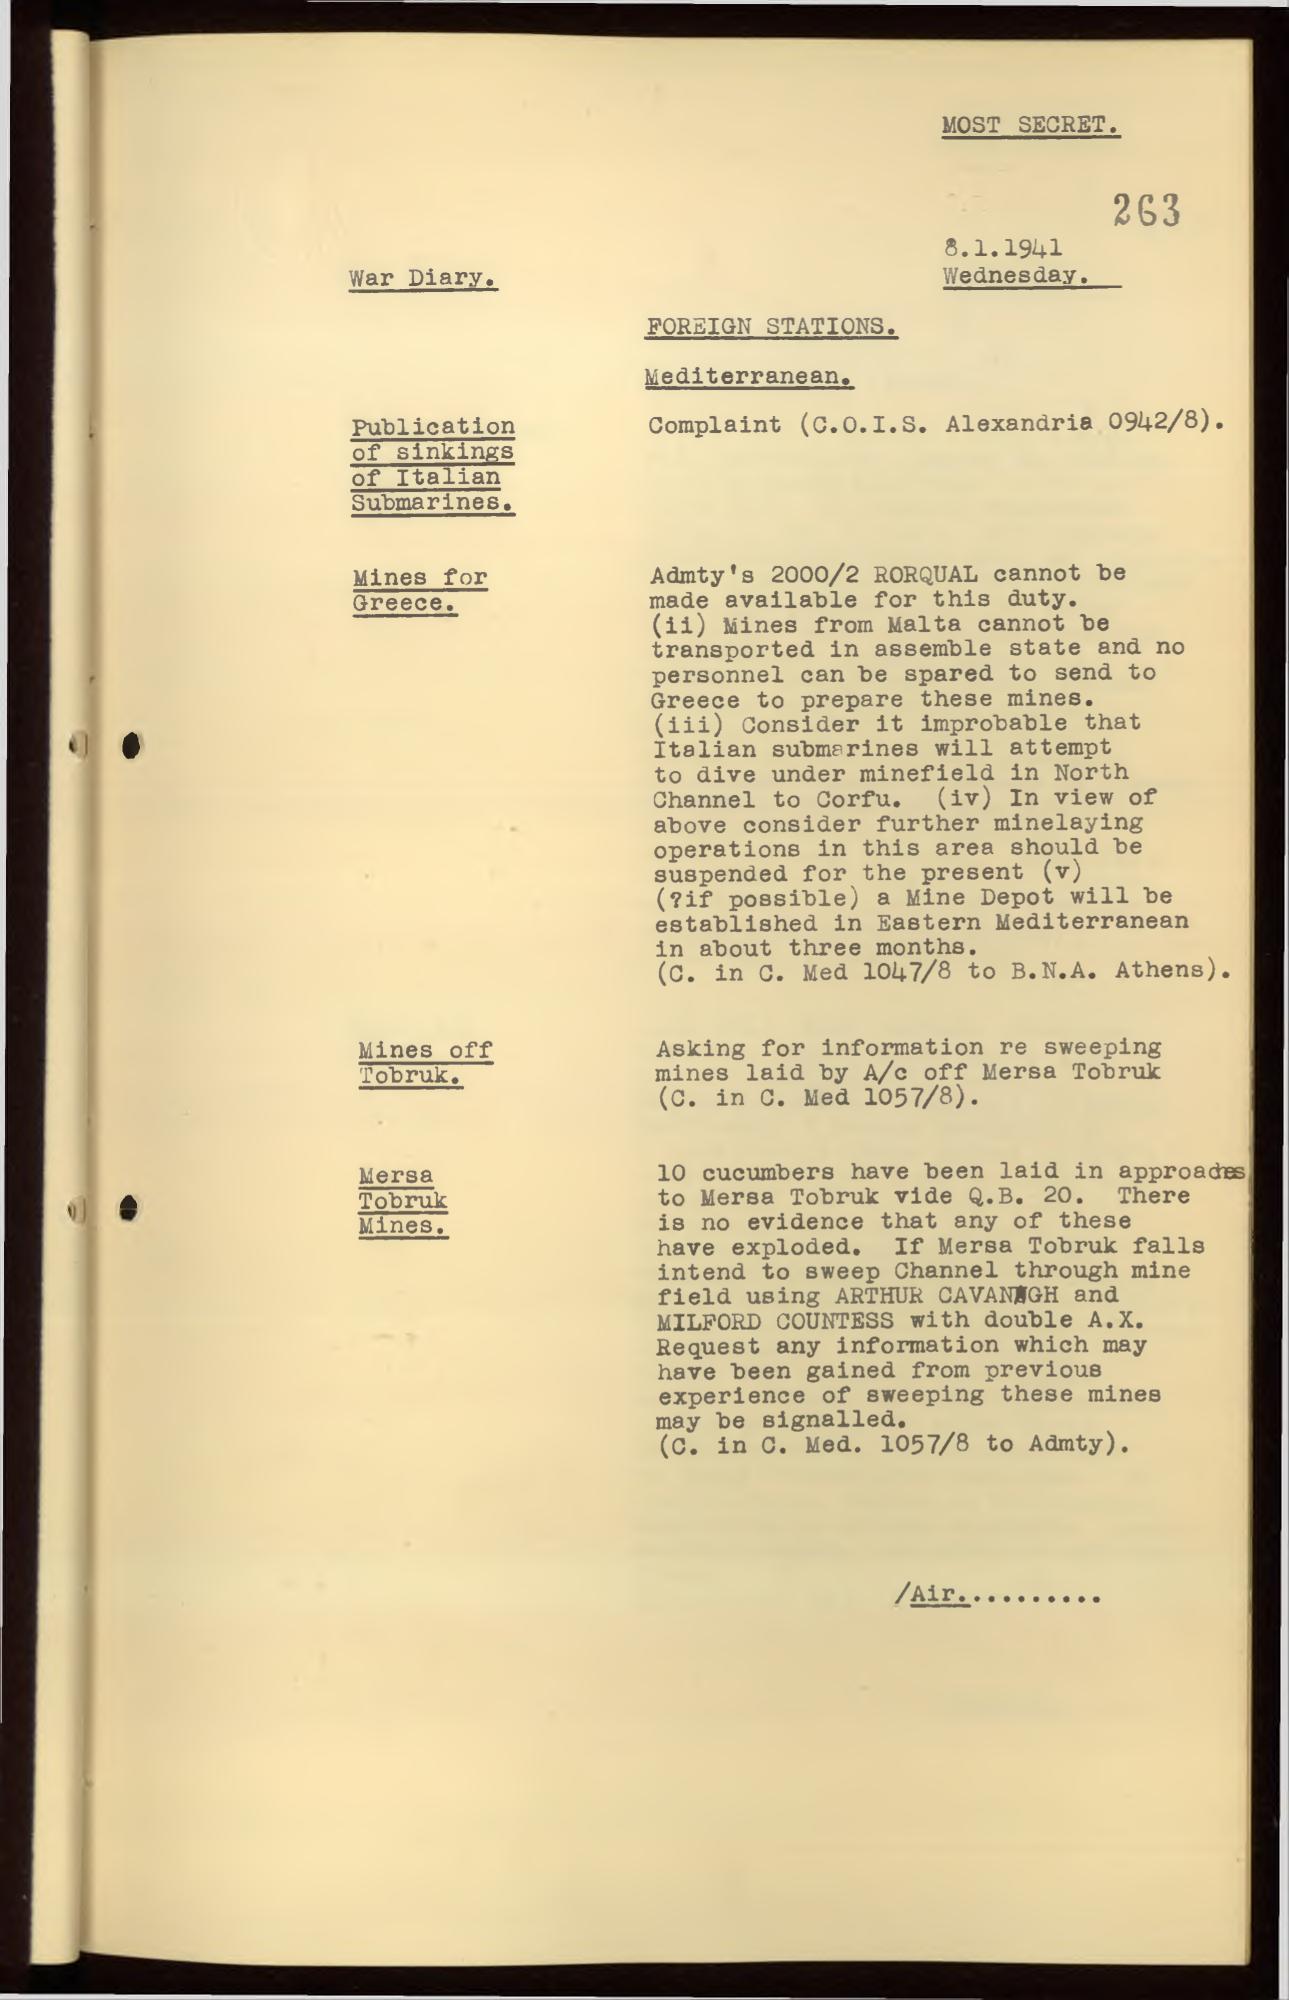 MOST SECRET.
263
8.1.1941
Wednesday.
War Diary.
FOREIGN STATIONS.
Mediterranean.
Publication
of sinkings
of Italian
Submarines.
Complaint (C.O.I.S. Alexandria 0942/8).
Mines for
Greece.
Admty's 2000/2 RORQUAL cannot be
made available for this duty.
(ii) Mines from Malta cannot be
transported in assemble state and no
personnel can be spared to send to
Greece to prepare these mines.
(iii) Consider it improbable that
Italian submarines will attempt
to dive under minefield in North
Channel to Corfu.  (iv) In view of
above consider further minelaying
operations in this area should be
suspended for the present (v)
(?if possible) a Mine Depot will be
established in Eastern Mediterranean
in about three months.
(C. in C. Med 1047/8 to B.N.A. Athens).
Mines off
Tobruk.
Asking for information re sweeping
mines laid by A/c off Mersa Tobruk
(C. in C. Med 1057/8).
Mersa
Tobruk
Mines.
10 cucumbers have been laid in approaches
to Mersa Tobruk vide Q.B. 20.  There
is no evidence that any of these
have exploded.  If Mersa Tobruk falls
intend to sweep Channel through mine
field using ARTHUR CAVANAGH and
MILFORD COUNTESS with double A.X.
Request any information which may
have been gained from previous
experience of sweeping these mines
may be signalled.
(C. in C. Med. 1057/8 to Admty).
/Air..........